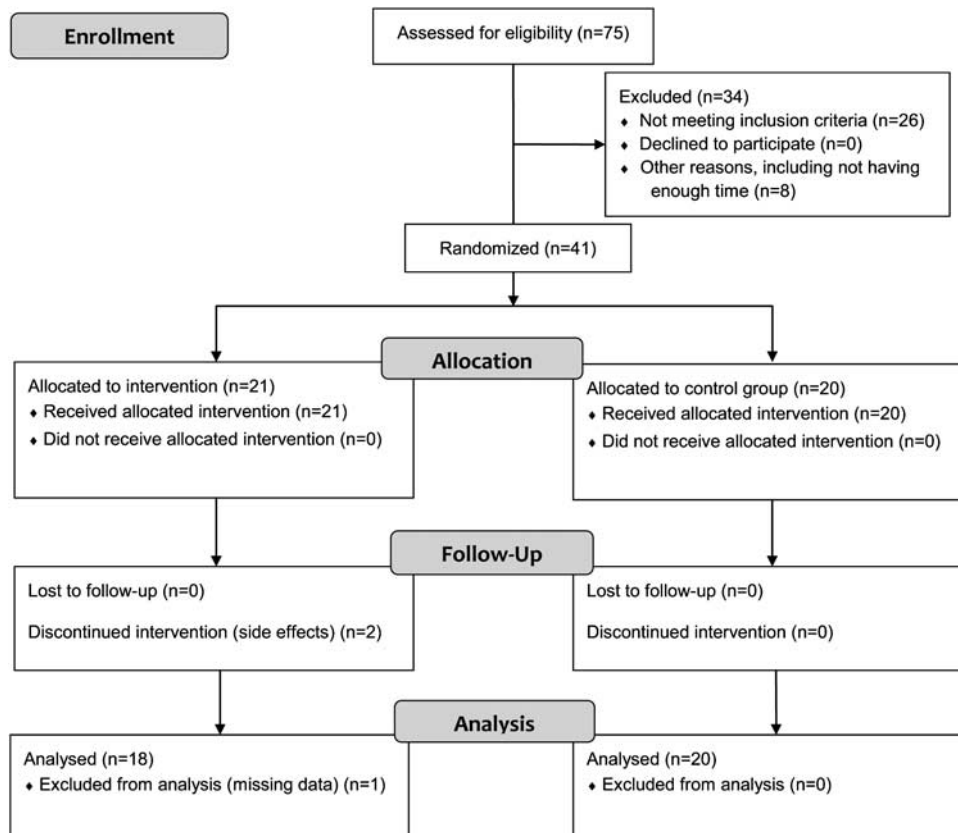 Enrollment
Assessed for eligibility (n=75)
Excluded (n=34)
♦ Not meeting inclusion criteria (n=26)
♦ Declined to participate (n=0)
♦ Other reasons, including not having
enough time (n=8)
Randomized (n=41)
Allocation
Allocated to intervention (n=21)
♦ Received allocated intervention (n=21)
♦ Did not receive allocated intervention (n=0)
Allocated to control group (n=20)
♦ Received allocated intervention (n=20)
♦ Did not receive allocated intervention (n=0)
Follow-Up
Lost to follow-up (n=0)
Discontinued intervention (side effects) (n=2)
Lost to follow-up (n=0)
Discontinued intervention (n=0)
Analysis
Analysed (n=18)
♦ Excluded from analysis (missing data) (n=1)
Analysed (n=20)
♦ Excluded from analysis (n=0)